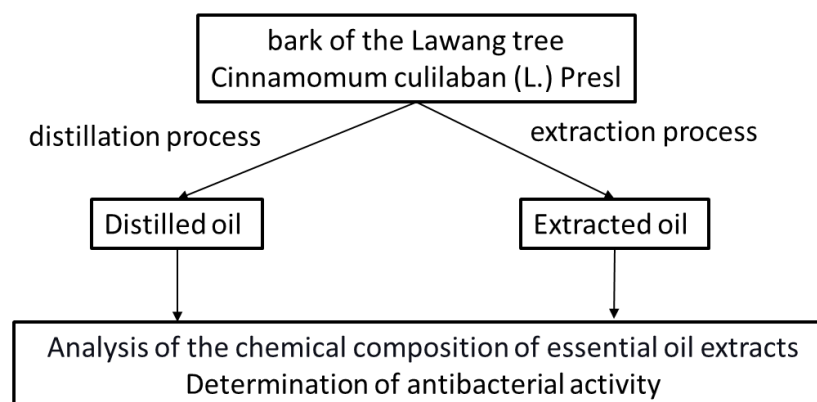 bark of the Lawang tree
Cinnamomum culilaban (L.) Presl
distillation process
extraction process
Distilled oil
Extracted oil
Analysis of the chemical composition of essential oil extracts
Determination of antibacterial activity